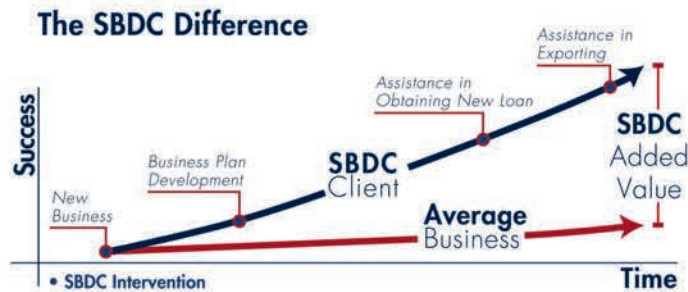 The SBDC Difference
Assistance in
Exporting
Assistance in
Obtaining New Loan
Business Plan
Development
New
Business
Success
SBDC
Client
Average
Business
SBDC
Added
Value
• SBDC Intervention
Time